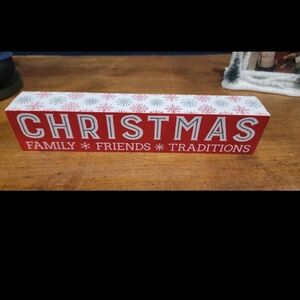 CHRISTMAS
FAMILY * FRIENDS * TRADITIONS